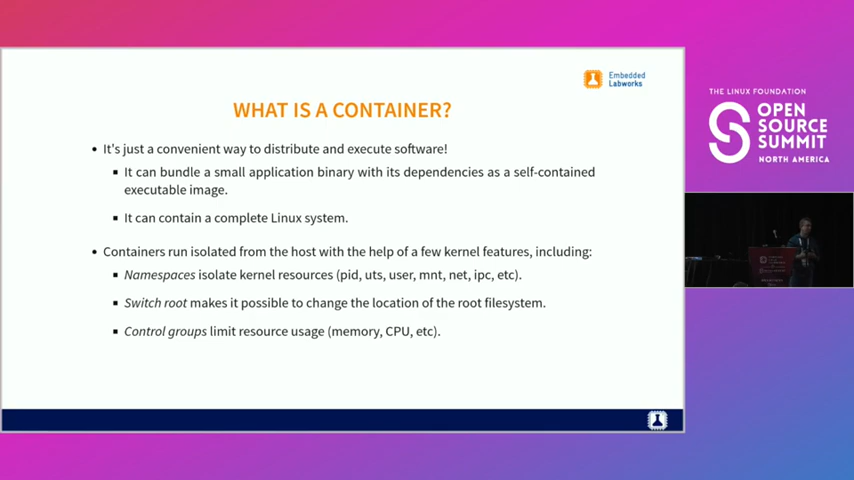 Embedded
Labworks
WHAT IS A CONTAINER?
• It's just a convenient way to distribute and execute software!
▪ It can bundle a small application binary with its dependencies as a self-contained
executable image.
▪ It can contain a complete Linux system.
• Containers run isolated from the host with the help of a few kernel features, including:
▪ Namespaces isolate kernel resources (pid, uts, user, mnt, net, ipc, etc).
▪ Switch root makes it possible to change the location of the root filesystem.
▪ Control groups limit resource usage (memory, CPU, etc).
THE LINUX FOUNDATION
OPEN
SOURCE
SUMMIT
NORTH AMERICA